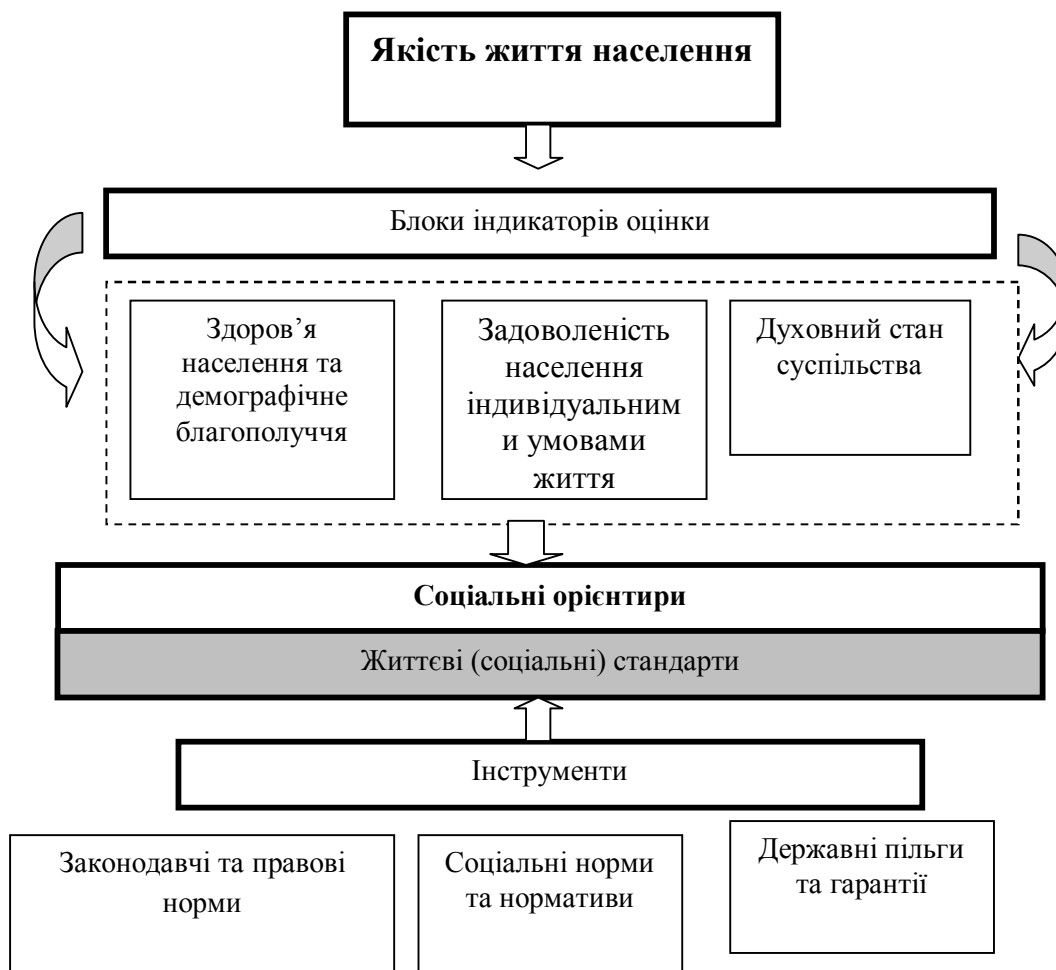 Якість життя населення
Блоки індикаторів оцінки
Здоров’я
населення та
демографічне
благополуччя
Задоволеність
населення
індивідуальним
и умовами
життя
Духовний стан
суспільства
Соціальні орієнтири
Життєві (соціальні) стандарти
Інструменти
Законодавчі та правові
норми
Соціальні норми
та нормативи
Державні пільги
та гарантії